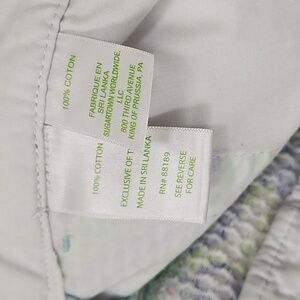 100% COTTON
FABRIQUE EN
SRI LANKA
SUGARTOWN WORLDWIDE,
LLC
800 THIRD AVENUE
KING OF PRUSSIA, PA
100% COTTON
EXCLUSIVE OF T
MADE IN SRI LANKA
RN# 88189
SEE REVERSE
FOR CARE